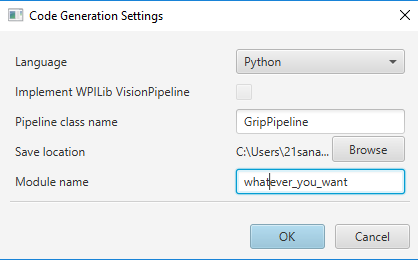 Code Generation Settings
Language Python
Implement WPILib VisionPipeline
Pipeline class name GripPipeline
Save location C:\Users\21sana... Browse
Module name whatever_you_want
OK Cancel